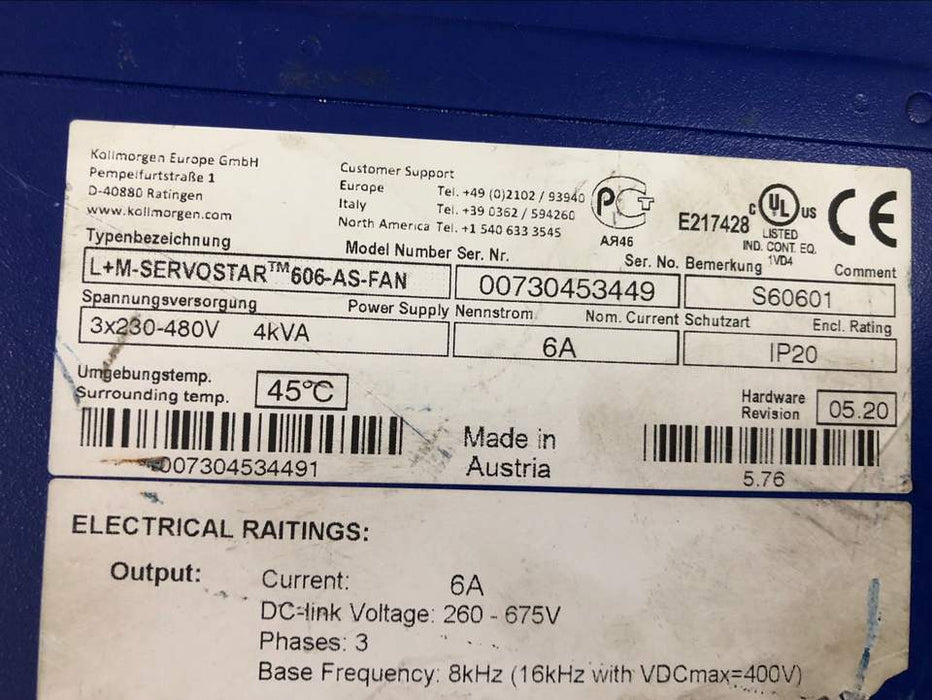 Kollmorgen Europe GmbH
Pempelfurtstraße 1
D-40880 Ratingen
www.kollmorgen.com
Customer Support
Europe Tel. +49 (0)2102 / 93940
Italy Tel. +39 0362 / 594260
North America Tel. +1 540 633 3545
РСТ
АЯ46
E217428
C UL US
LISTED
IND. CONT. EQ.
1VD4
CE
Typenbezeichnung Model Number
L+M-SERVOSTAR™606-AS-FAN
Ser. Nr. Ser. No.
00730453449
Bemerkung Comment
S60601
Spannungsversorgung Power Supply
3x230-480V 4kVA
Nennstrom Nom. Current
6A
Schutzart Encl. Rating
IP20
Umgebungstemp.
Surrounding temp.
45°C
Hardware
Revision
05.20
007304534491
Made in
Austria
5.76
ELECTRICAL RAITINGS:
Output:
Current: 6A
DC-link Voltage: 260 - 675V
Phases: 3
Base Frequency: 8kHz (16kHz with VDCmax=400V)